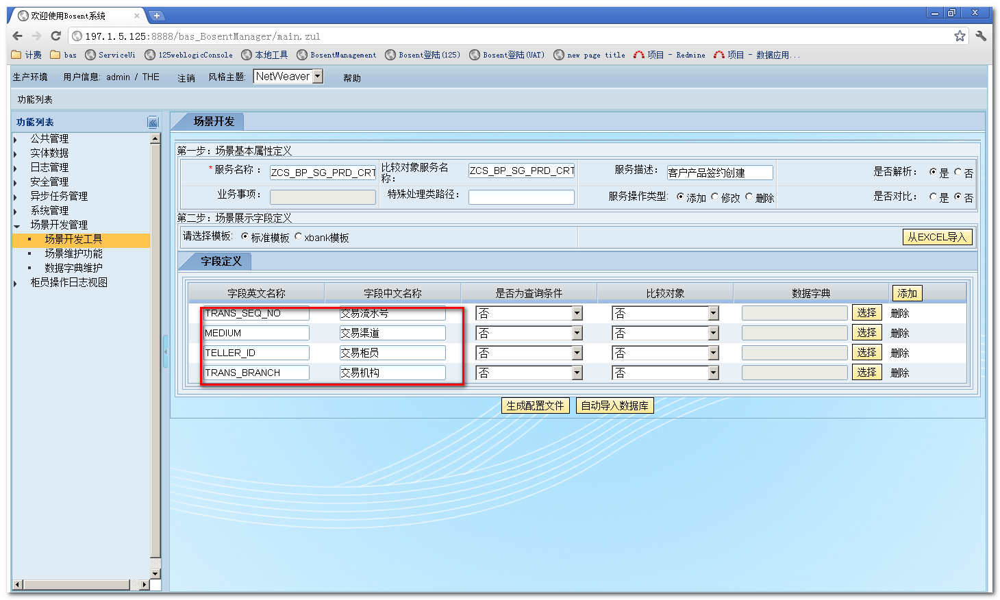 欢迎使用Bosent系统
197.1.5.125:8888/bas_BosentManager/main.zul
计费 bas ServiceUi 125weblogicConsole 本地工具 BosentManagement Bosent登陆(125) Bosent登陆(UAT) new page title 项目 - Redmine 项目 - 数据应用...
生产环境 用户信息: admin / THE 注销 风格主题: NetWeaver 帮助
功能列表
功能列表
公共管理
实体数据
日志管理
安全管理
异步任务管理
系统管理
场景开发管理
场景开发工具
场景维护功能
数据字典维护
柜员操作日志视图
场景开发
第一步：场景基本属性定义
*服务名称： ZCS_BP_SG_PRD_CRT 比较对象服务名称： ZCS_BP_SG_PRD_CRT 服务描述： 客户产品签约创建 是否解析： 是 否
业务事项： 特殊处理类路径： 服务操作类型: 添加 修改 删除 是否对比： 是 否
第二步：场景展示字段定义
请选择模板: 标准模板 xbank模板 从EXCEL导入
字段定义
字段英文名称 字段中文名称 是否为查询条件 比较对象 数据字典 添加
TRANS_SEQ_NO 交易流水号 否 否 选择 删除
MEDIUM 交易渠道 否 否 选择 删除
TELLER_ID 交易柜员 否 否 选择 删除
TRANS_BRANCH 交易机构 否 否 选择 删除
生成配置文件 自动导入数据库